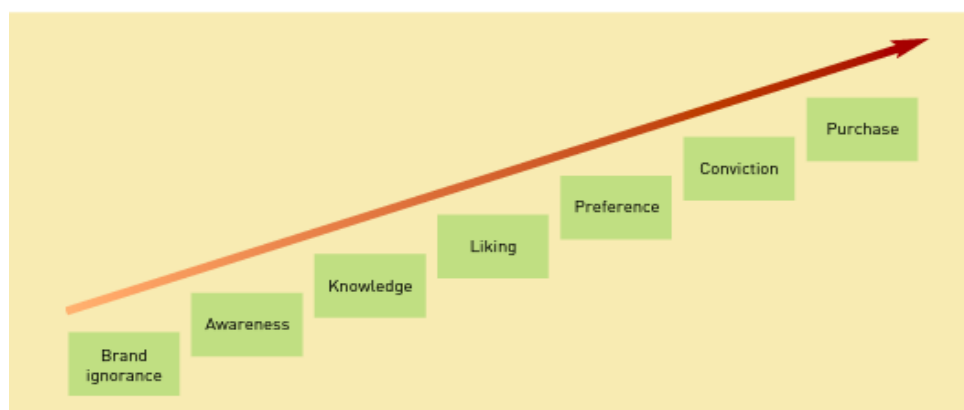 Brand
ignorance
Awareness
Knowledge
Liking
Preference
Conviction
Purchase